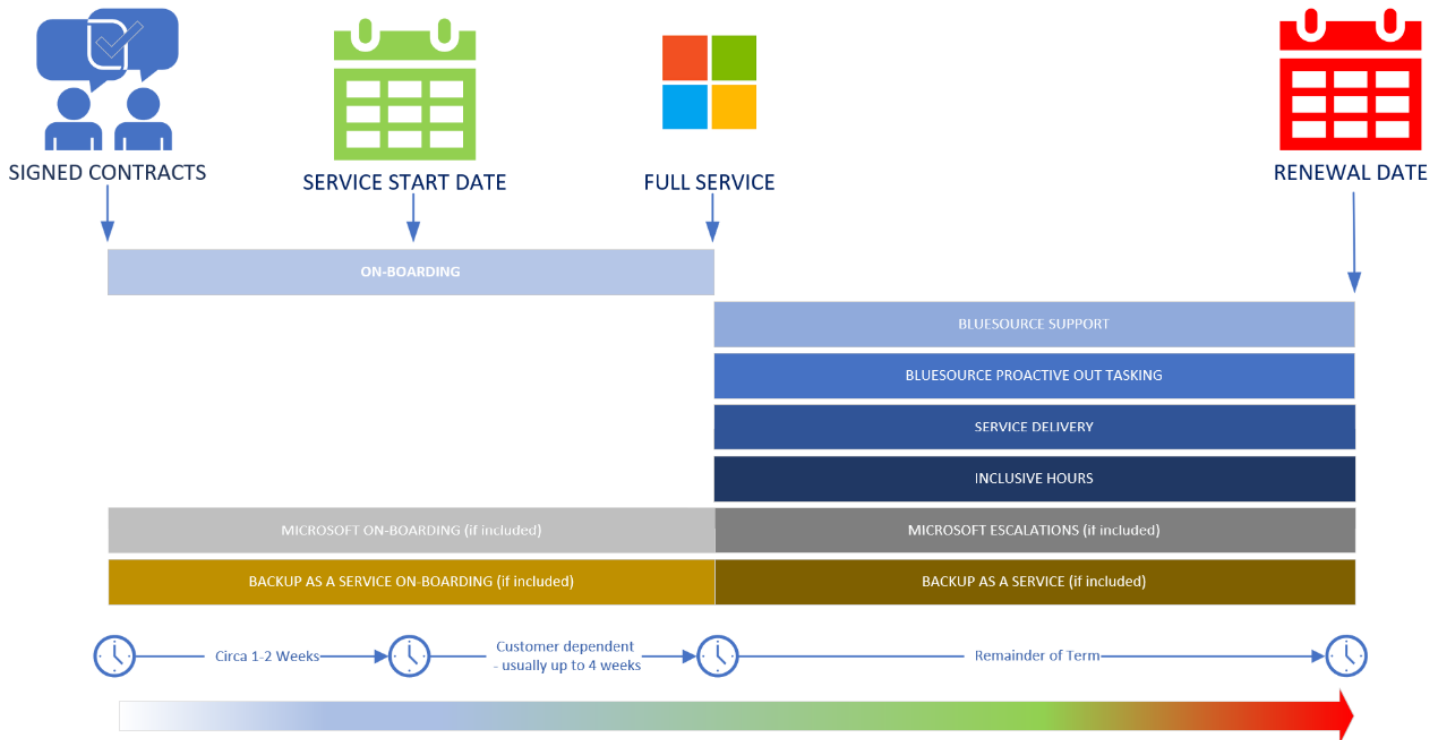 SIGNED CONTRACTS
SERVICE START DATE
FULL SERVICE
RENEWAL DATE
ON-BOARDING
BLUESOURCE SUPPORT
BLUESOURCE PROACTIVE OUT TASKING
SERVICE DELIVERY
INCLUSIVE HOURS
MICROSOFT ON-BOARDING (if included)
MICROSOFT ESCALATIONS (if included)
BACKUP AS A SERVICE ON-BOARDING (if included)
BACKUP AS A SERVICE (if included)
Circa 1-2 Weeks
Customer dependent
- usually up to 4 weeks
Remainder of Term